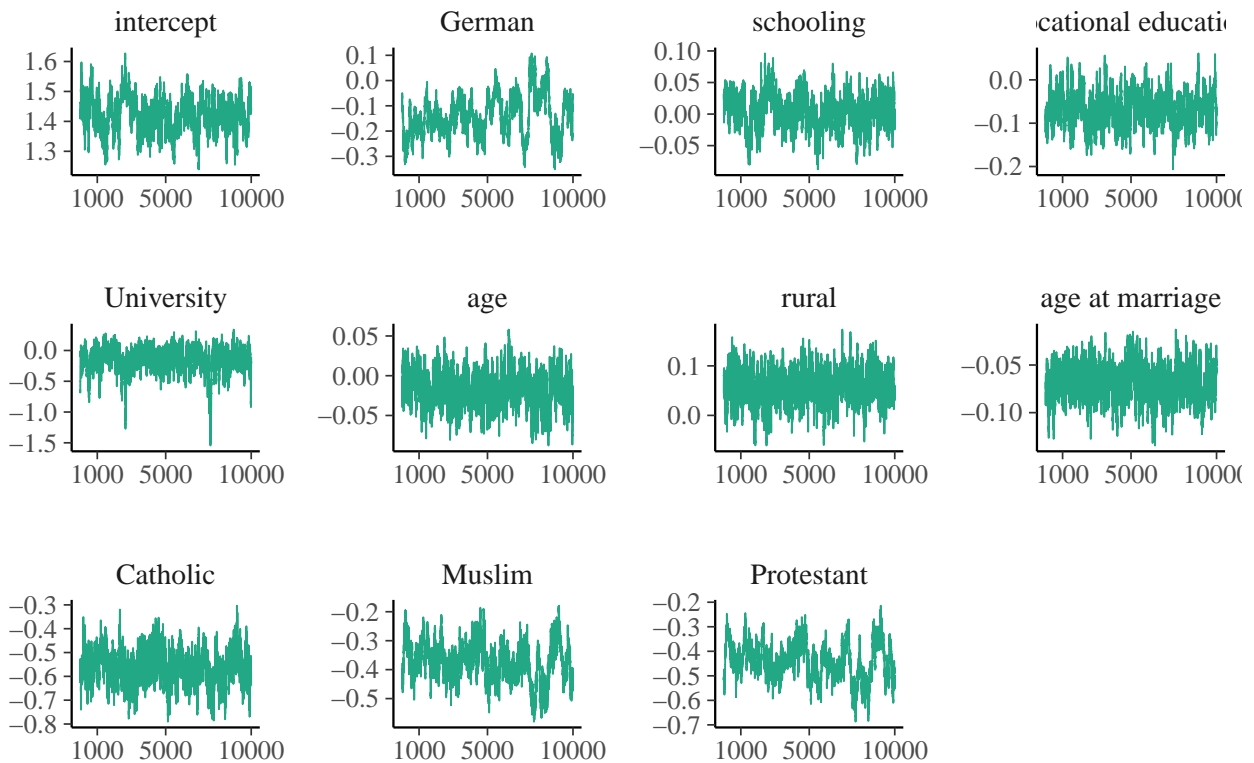 intercept German schooling cational educati
1.6 0.1 0.10 0.0
1.5 0.0 0.05 −0.1
1.4 −0.1 0.00 −0.2
1.3 −0.2 −0.05
−0.3
1000 5000 10000 1000 5000 10000 1000 5000 10000 1000 5000 1000
University age rural age at marriage
0.0 0.05 0.1 −0.05
−0.5 0.00 0.0 −0.10
−1.0 −0.05
−1.5
1000 5000 10000 1000 5000 10000 1000 5000 10000 1000 5000 1000
Catholic Muslim Protestant
−0.3 −0.2 −0.2
−0.4 −0.3 −0.3
−0.5 −0.4 −0.4
−0.6 −0.5 −0.5
−0.7 −0.6
−0.8 −0.7
1000 5000 10000 1000 5000 10000 1000 5000 10000